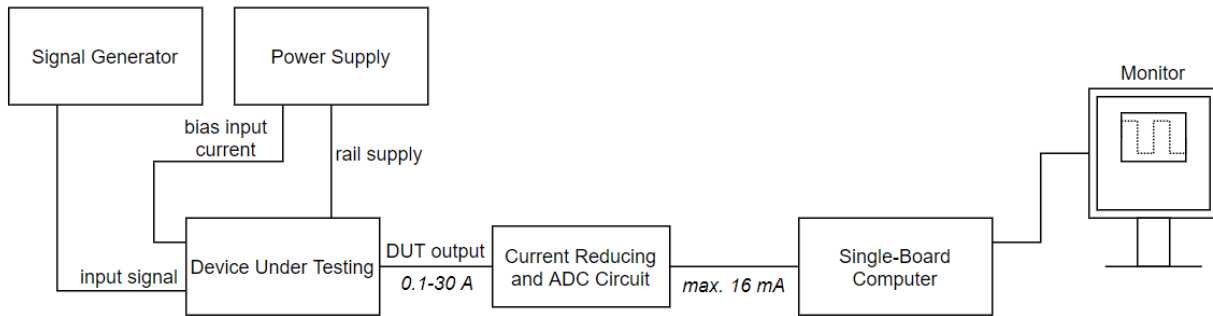 Signal Generator
Power Supply
Monitor
bias input
current
rail supply
input signal
Device Under Testing
DUT output
0.1-30 A
Current Reducing
and ADC Circuit
max. 16 mA
Single-Board
Computer